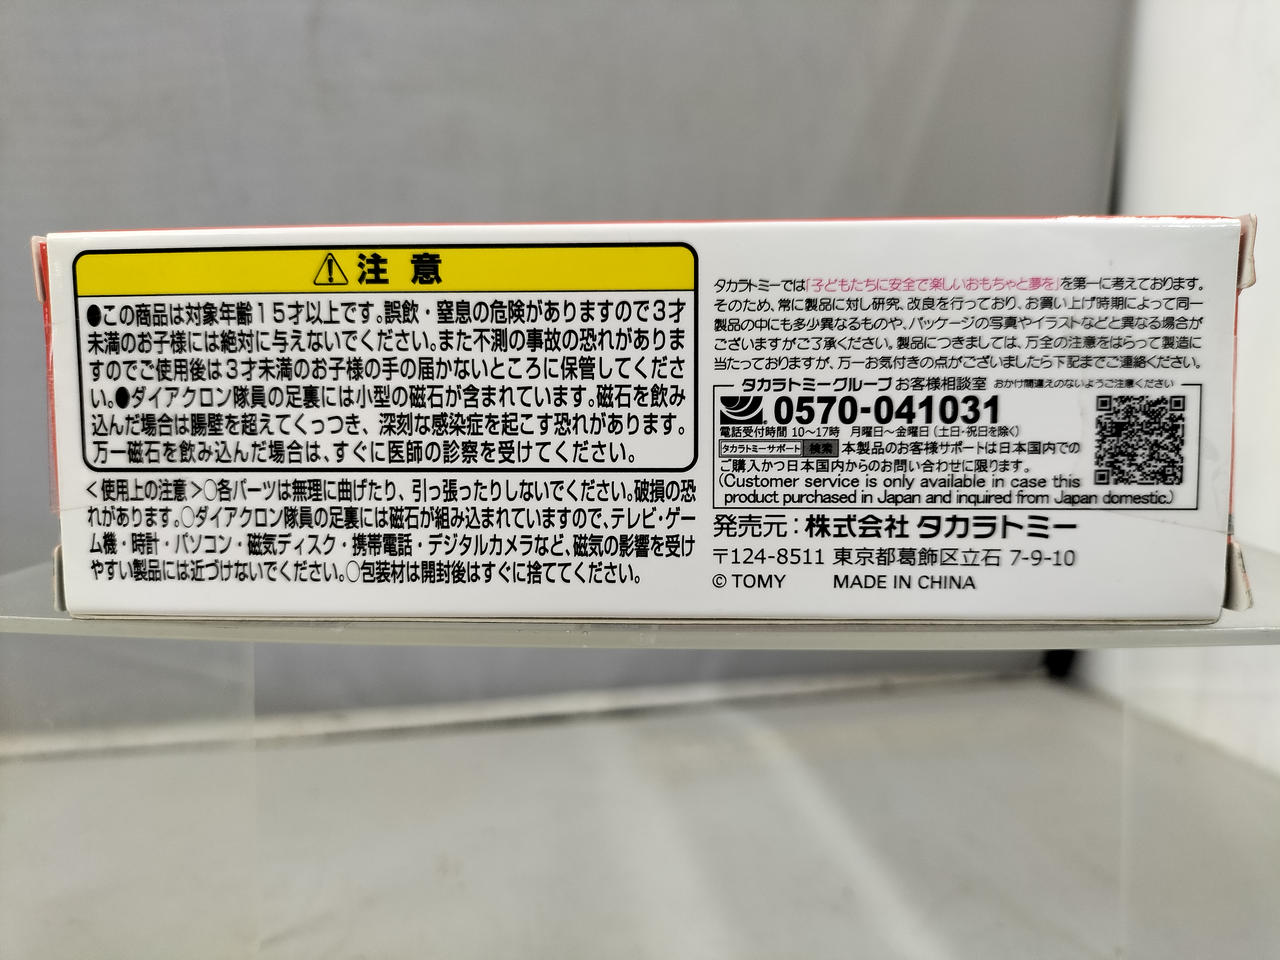 ⚠注意
●この商品は対象年齢15才以上です。誤飲・窒息の危険がありますので3才
未満のお子様には絶対に与えないでください。また不測の事故の恐れがありま
すのでご使用後は3才未満のお子様の手の届かないところに保管してくださ
い。●ダイアクロン隊員の足裏には小型の磁石が含まれています。磁石を飲み
込んだ場合は腸壁を超えてくっつき、深刻な感染症を起こす恐れがあります。
万一磁石を飲み込んだ場合は、すぐに医師の診察を受けてください。
＜使用上の注意＞○各パーツは無理に曲げたり、引っ張ったりしないでください。破損の恐
れがあります。○ダイアクロン隊員の足裏には磁石が組み込まれていますので、テレビ・ゲー
ム機・時計・パソコン・磁気ディスク・携帯電話・デジタルカメラなど、磁気の影響を受け
やすい製品には近づけないでください。○包装材は開封後はすぐに捨ててください。
タカラトミーでは「子どもたちに安全で楽しいおもちゃと夢を」を第一に考えております。
そのため、常に製品に対し研究、改良を行っており、お買い上げ時期によって同一
製品の中にも多少異なるものや、パッケージの写真やイラストなどと異なる場合が
ございますがご了承ください。製品につきましては、万全の注意をはらって製造に
当たっておりますが、万一お気付きの点がございましたら下記までご連絡ください。
タカラトミーグループ お客様相談室 おかけ間違えのないようご注意ください
0570-041031
電話受付時間 10〜17時 月曜日〜金曜日（土日・祝日を除く）
タカラトミーサポート 検索 本製品のお客様サポートは日本国内での
ご購入かつ日本国内からのお問い合わせに限ります。
(Customer service is only available in case this
product purchased in Japan and inquired from Japan domestic.)
発売元：株式会社 タカラトミー
〒124-8511 東京都葛飾区立石 7-9-10
© TOMY MADE IN CHINA